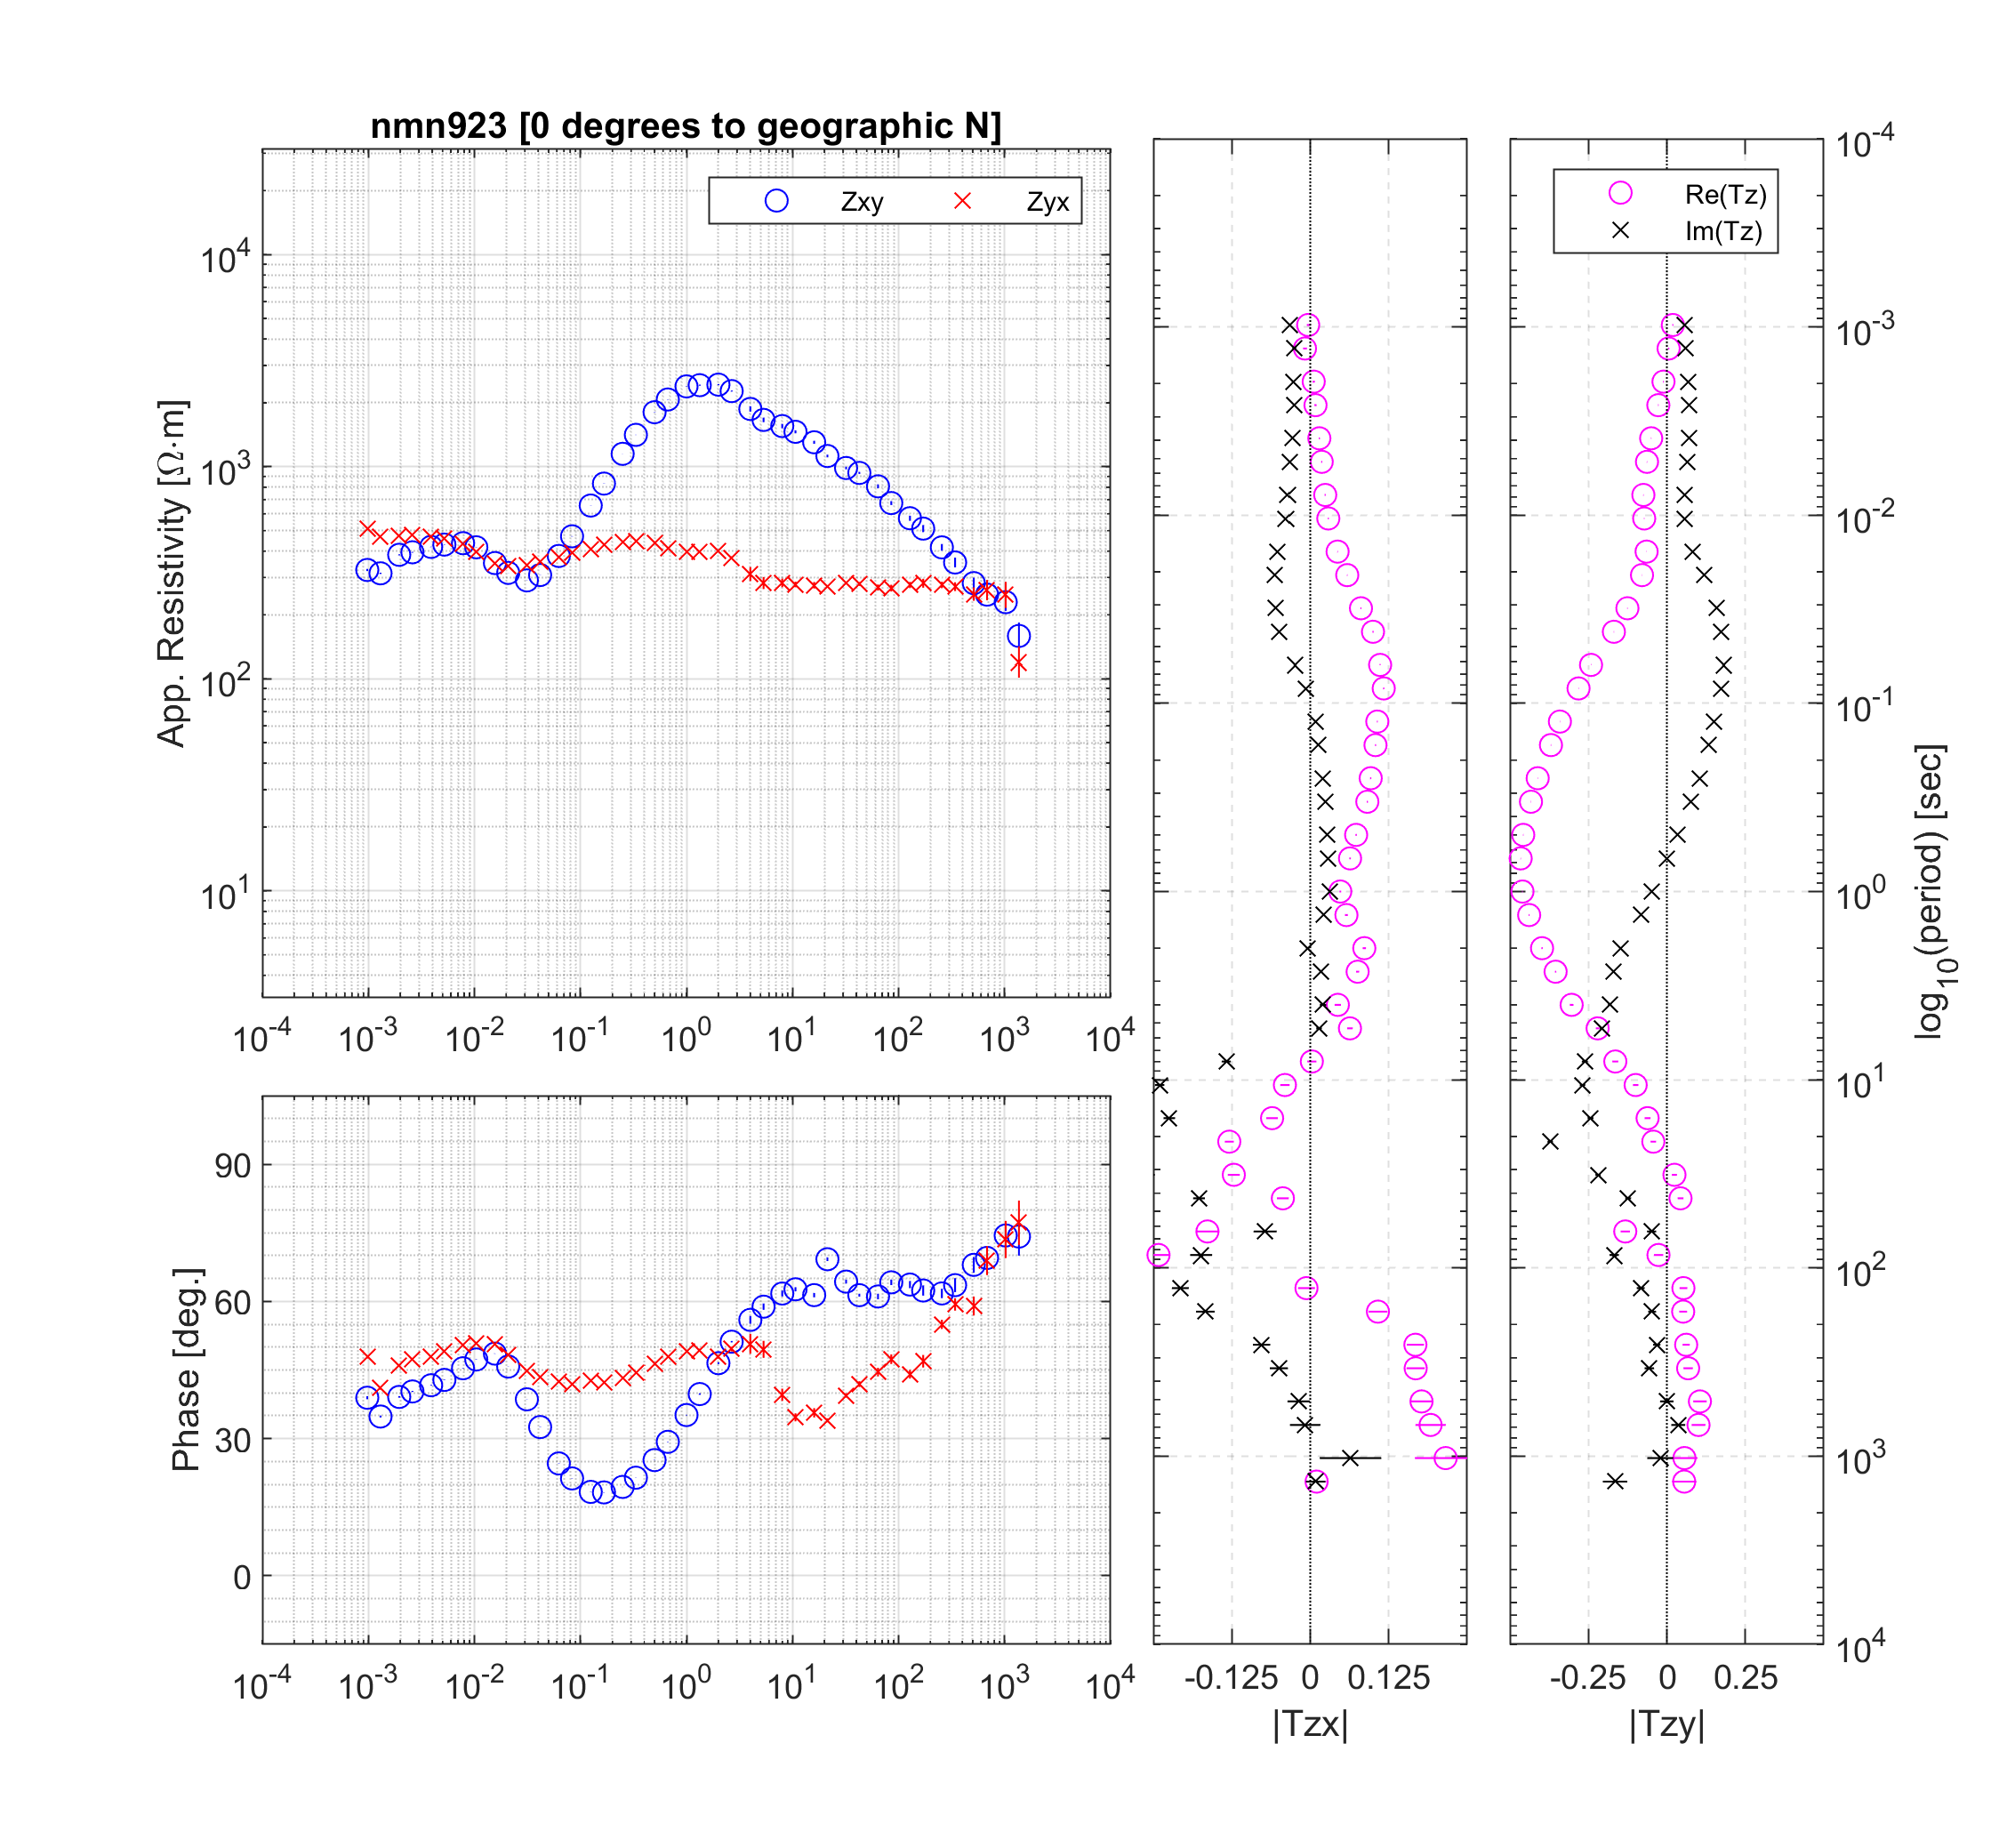 nmn923 [0 degrees to geographic N]
Zxy Zyx
App. Resistivity [Ω·m]
10^4
10^3
10^2
10^1
10^-4 10^-3 10^-2 10^-1 10^0 10^1 10^2 10^3 10^4
Phase [deg.]
90
60
30
0
10^-4 10^-3 10^-2 10^-1 10^0 10^1 10^2 10^3 10^4
-0.125 0 0.125
|Tzx|
Re(Tz)
Im(Tz)
-0.25 0 0.25
|Tzy|
10^-4
10^-3
10^-2
10^-1
10^0
10^1
10^2
10^3
10^4
log_10(period) [sec]